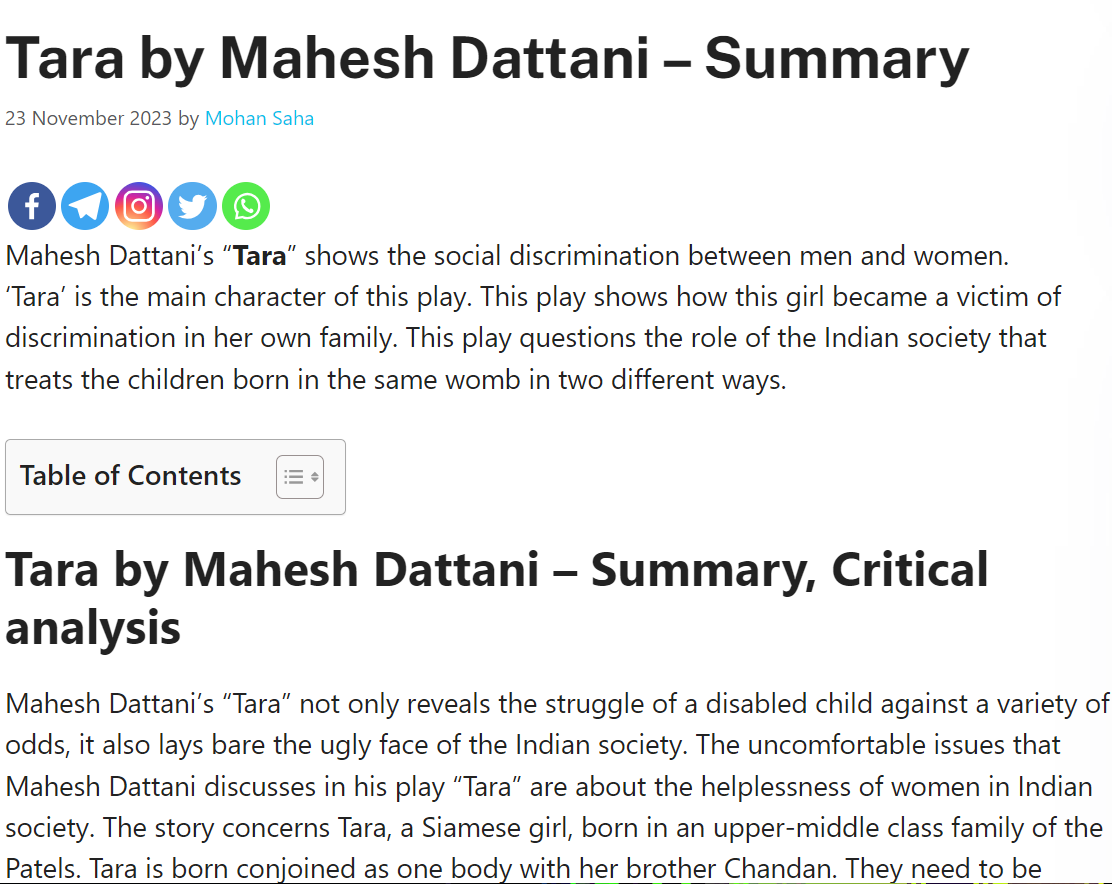 Tara by Mahesh Dattani – Summary
23 November 2023 by Mohan Saha
Mahesh Dattani’s “Tara” shows the social discrimination between men and women.
‘Tara’ is the main character of this play. This play shows how this girl became a victim of
discrimination in her own family. This play questions the role of the Indian society that
treats the children born in the same womb in two different ways.
Table of Contents
Tara by Mahesh Dattani – Summary, Critical
analysis
Mahesh Dattani’s “Tara” not only reveals the struggle of a disabled child against a variety of
odds, it also lays bare the ugly face of the Indian society. The uncomfortable issues that
Mahesh Dattani discusses in his play “Tara” are about the helplessness of women in Indian
society. The story concerns Tara, a Siamese girl, born in an upper-middle class family of the
Patels. Tara is born conjoined as one body with her brother Chandan. They need to be